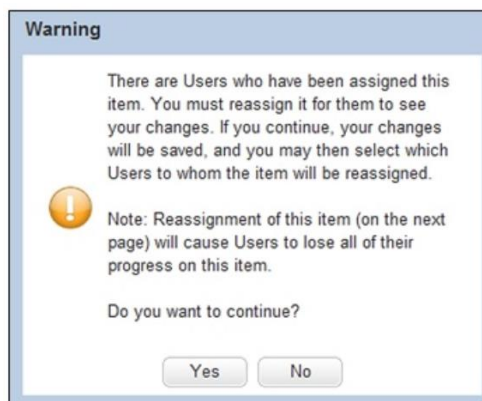 Warning
There are Users who have been assigned this
item. You must reassign it for them to see
your changes. If you continue, your changes
will be saved, and you may then select which
Users to whom the item will be reassigned.
Note: Reassignment of this item (on the next
page) will cause Users to lose all of their
progress on this item.
Do you want to continue?
Yes No